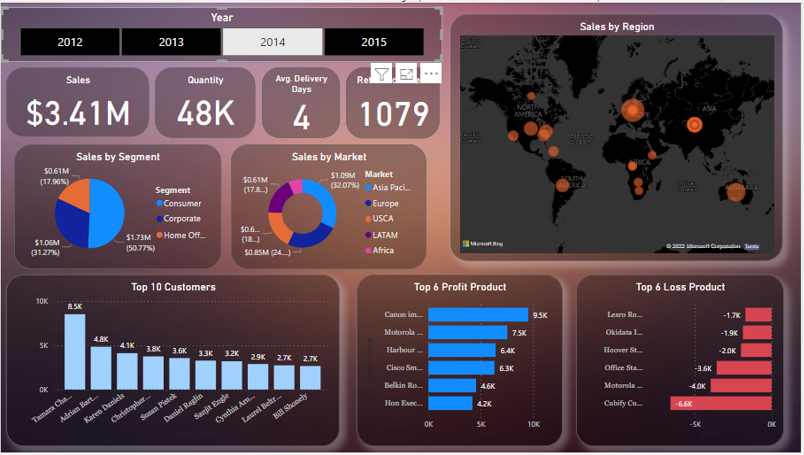 Year
2012 2013 2014 2015
Sales
$3.41M
Quantity
48K
Avg. Delivery
Days
4
1079
Sales by Region
NORTH
AMERICA
ASIA
SOUTH
AMERICA
Microsoft Bing
© 2022 Microsoft Corporation Terms
Sales by Segment
$0.61M
(17.96%)
$1.06M
(31.27%)
$1.73M
(50.77%)
Segment
Consumer
Corporate
Home Off...
Sales by Market
$0.61M
(17.8...)
$0.6...
(18...)
$0.85M (24....)
$1.09M
(32.07%)
Market
Asia Paci...
Europe
USCA
LATAM
Africa
Top 10 Customers
10K
5K
0K
8.5K
4.8K
4.1K
3.8K
3.6K
3.3K
3.2K
2.9K
2.7K
2.7K
Tamara Cha...
Adrian Bart...
Karen Daniels
Christopher...
Susan Pistek
Daniel Raglin
Sanjit Engle
Cynthia Arn...
Laurel Beltr...
Bill Shonely
Top 6 Profit Product
Canon im... 9.5K
Motorola ... 7.5K
Harbour ... 6.4K
Cisco Sm... 6.3K
Belkin Ro... 4.6K
Hon Exec... 4.2K
0K 5K 10K
Top 6 Loss Product
Lesro Ro... -1.7K
Okidata I... -1.9K
Hoover St... -2.0K
Office Sta... -3.6K
Motorola ... -4.0K
Cubify Cu... -6.6K
-5K 0K